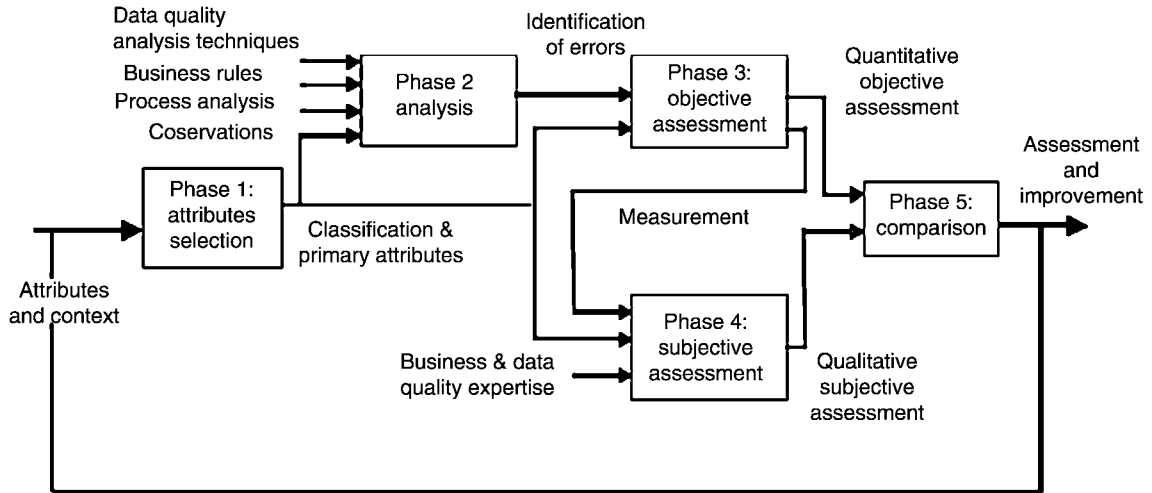 Data quality
analysis techniques
Business rules
Process analysis
Coservations
Identification
of errors
Phase 2
analysis
Phase 3:
objective
assessment
Quantitative
objective
assessment
Assessment
and
improvement
Phase 1:
attributes
selection
Classification &
primary attributes
Measurement
Phase 5:
comparison
Attributes
and context
Phase 4:
subjective
assessment
Business & data
quality expertise
Qualitative
subjective
assessment